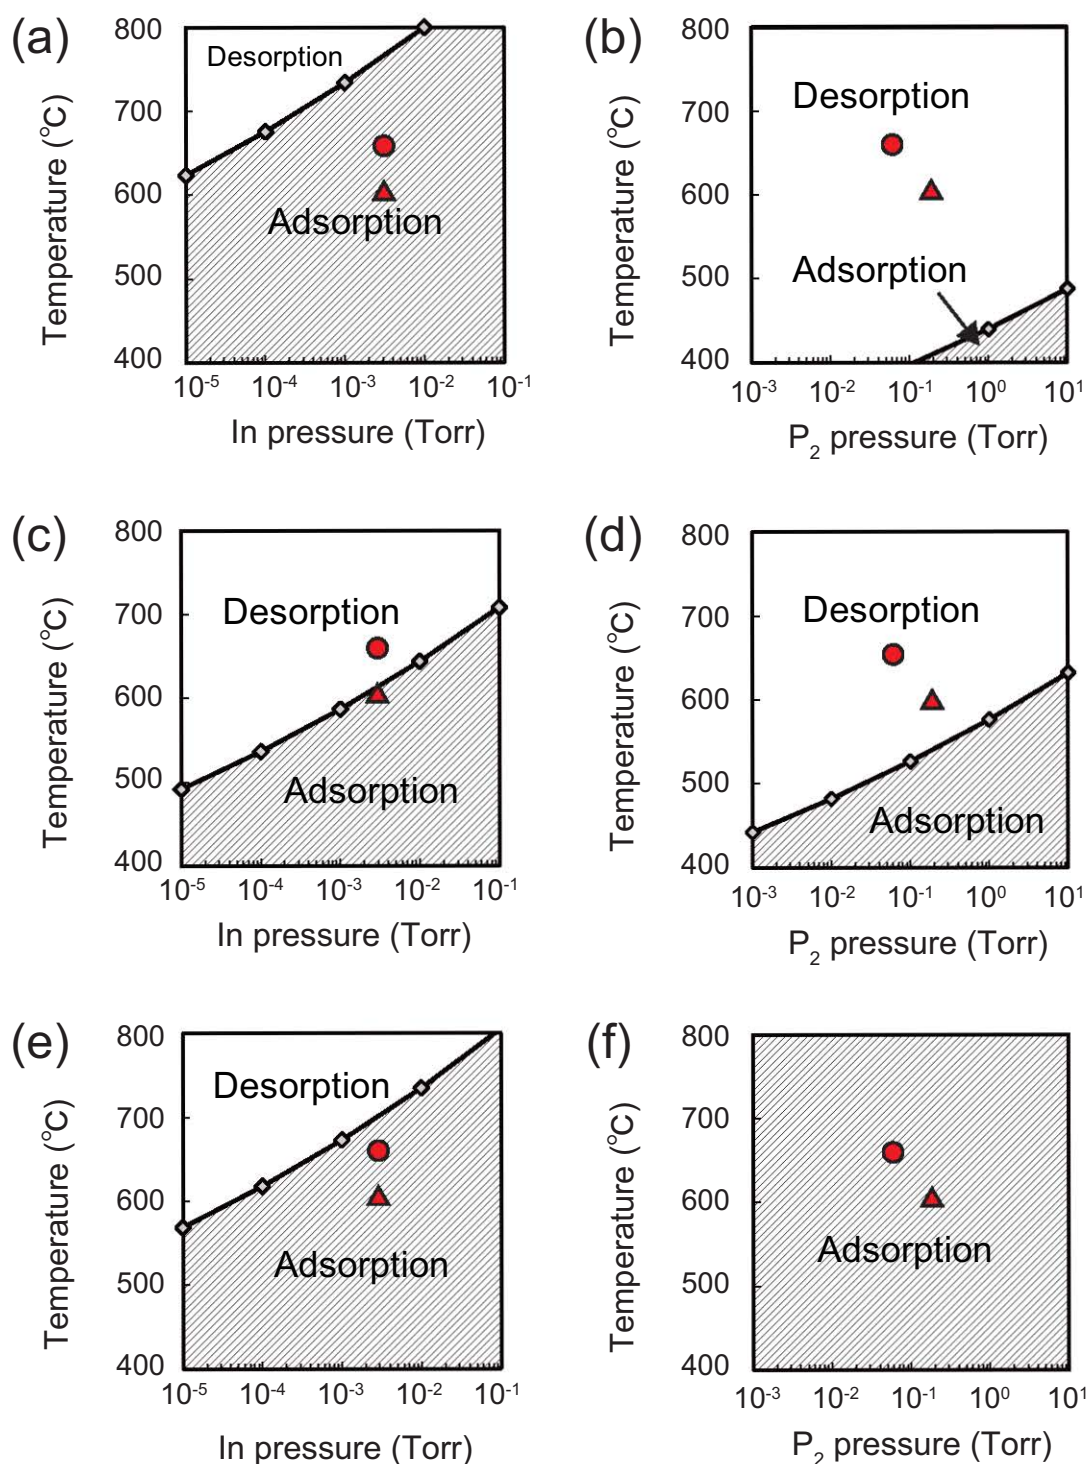 (a)
800
700
600
500
400
Temperature (°C)
Desorption
Adsorption
10⁻⁵ 10⁻⁴ 10⁻³ 10⁻² 10⁻¹
In pressure (Torr)
(b)
800
700
600
500
400
Temperature (°C)
Desorption
Adsorption
10⁻³ 10⁻² 10⁻¹ 10⁰ 10¹
P₂ pressure (Torr)
(c)
800
700
600
500
400
Temperature (°C)
Desorption
Adsorption
10⁻⁵ 10⁻⁴ 10⁻³ 10⁻² 10⁻¹
In pressure (Torr)
(d)
800
700
600
500
400
Temperature (°C)
Desorption
Adsorption
10⁻³ 10⁻² 10⁻¹ 10⁰ 10¹
P₂ pressure (Torr)
(e)
800
700
600
500
400
Temperature (°C)
Desorption
Adsorption
10⁻⁵ 10⁻⁴ 10⁻³ 10⁻² 10⁻¹
In pressure (Torr)
(f)
800
700
600
500
400
Temperature (°C)
Adsorption
10⁻³ 10⁻² 10⁻¹ 10⁰ 10¹
P₂ pressure (Torr)